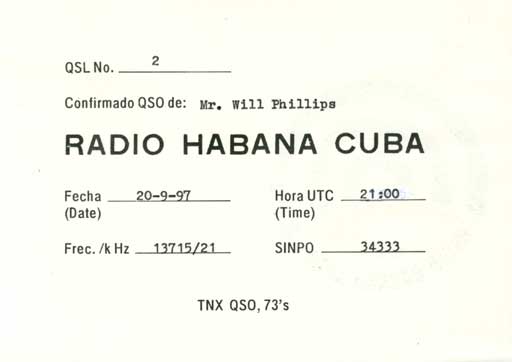 QSL No. 2
Confirmado QSO de: Mr. Will Phillips
RADIO HABANA CUBA
Fecha 20-9-97 Hora UTC 21:00
(Date) (Time)
Frec. /k Hz 13715/21 SINPO 34333
TNX QSO, 73's